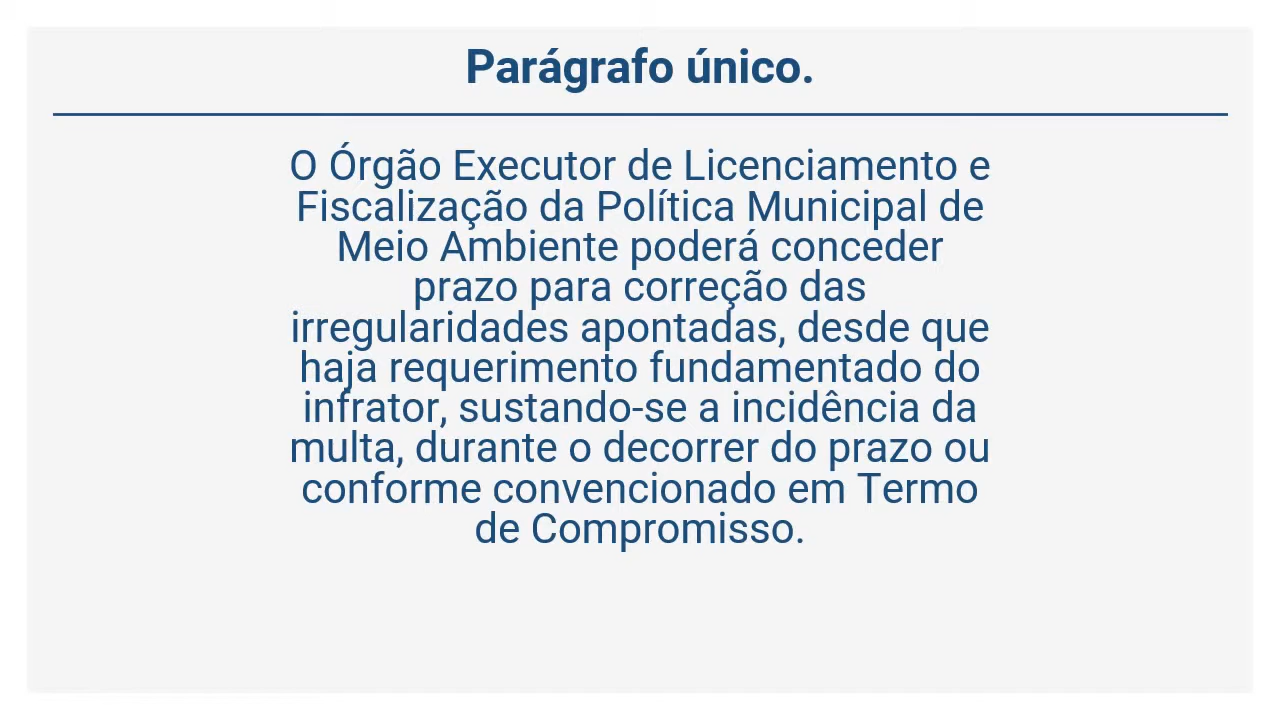 Parágrafo único.
O Órgão Executor de Licenciamento e
Fiscalização da Política Municipal de
Meio Ambiente poderá conceder
prazo para correção das
irregularidades apontadas, desde que
haja requerimento fundamentado do
infrator, sustando-se a incidência da
multa, durante o decorrer do prazo ou
conforme convencionado em Termo
de Compromisso.